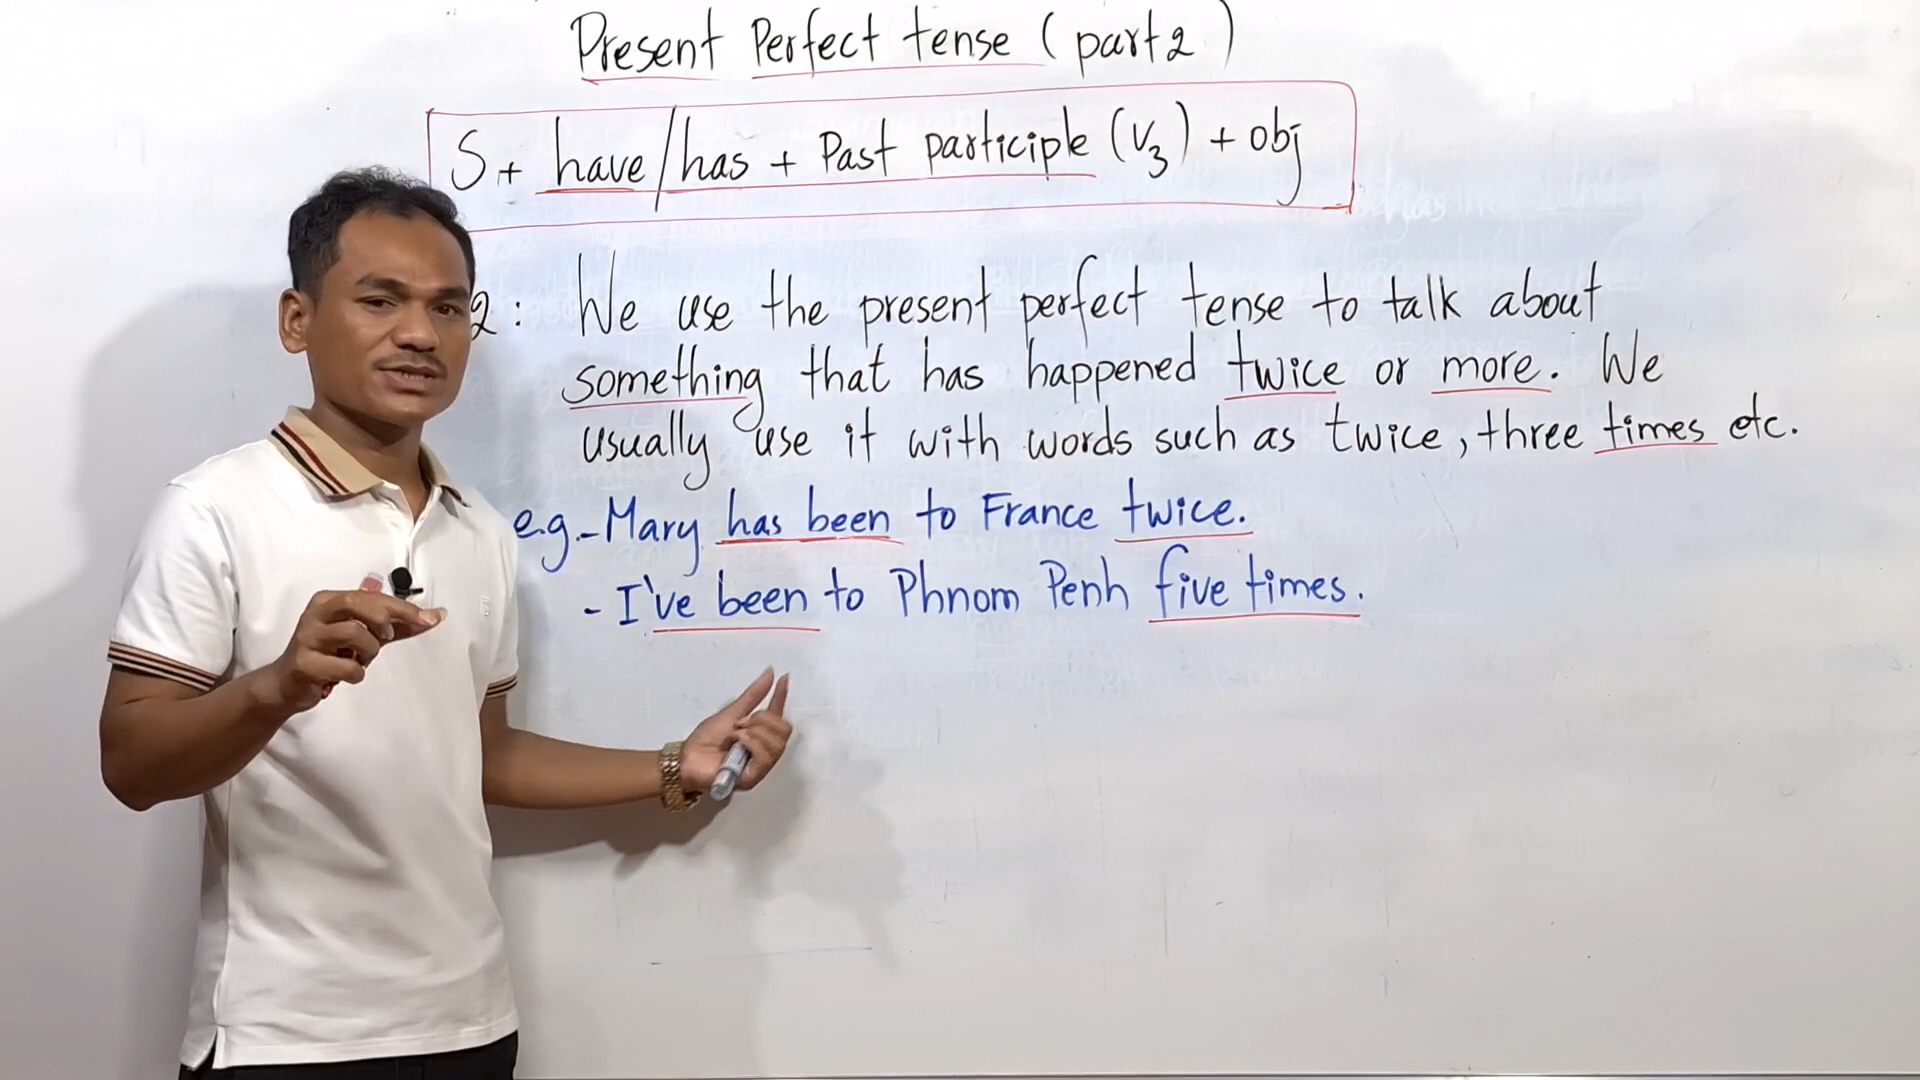 Present Perfect tense (part 2)
S + have/has + Past participle (V3) + obj
2: We use the present perfect tense to talk about
something that has happened twice or more. We
usually use it with words such as twice, three times etc.
e.g.- Mary has been to France twice.
- I've been to Phnom Penh five times.